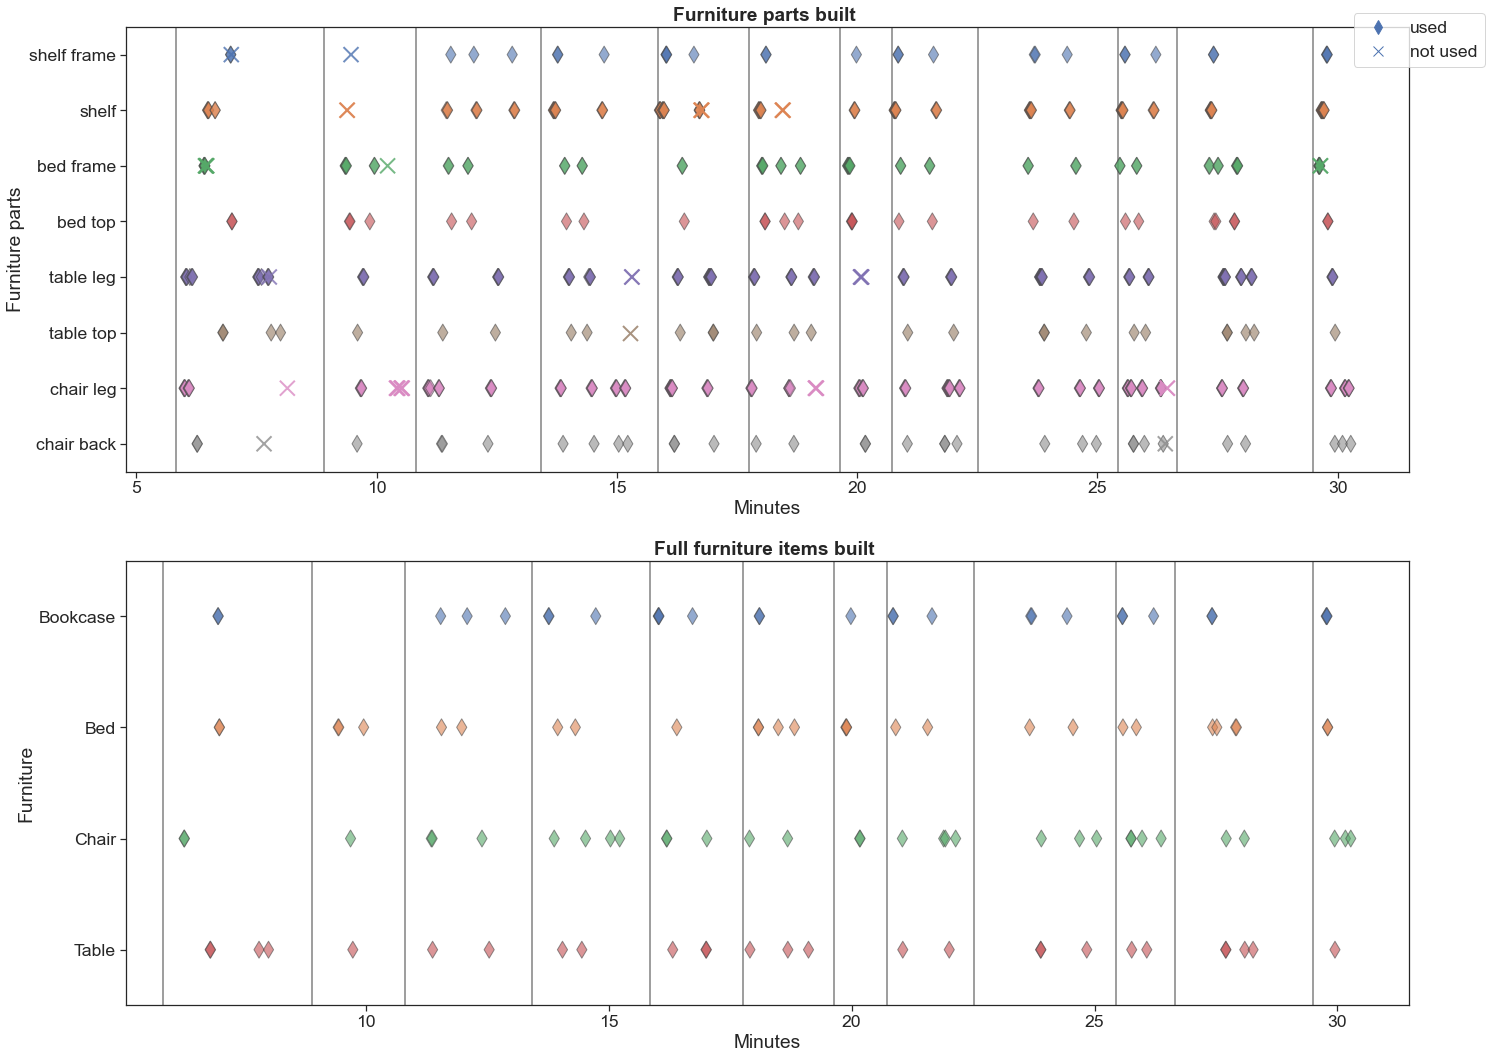 Furniture parts built
used
not used
Furniture parts
shelf frame
shelf
bed frame
bed top
table leg
table top
chair leg
chair back
5 10 15 20 25 30
Minutes
Full furniture items built
Furniture
Bookcase
Bed
Chair
Table
10 15 20 25 30
Minutes